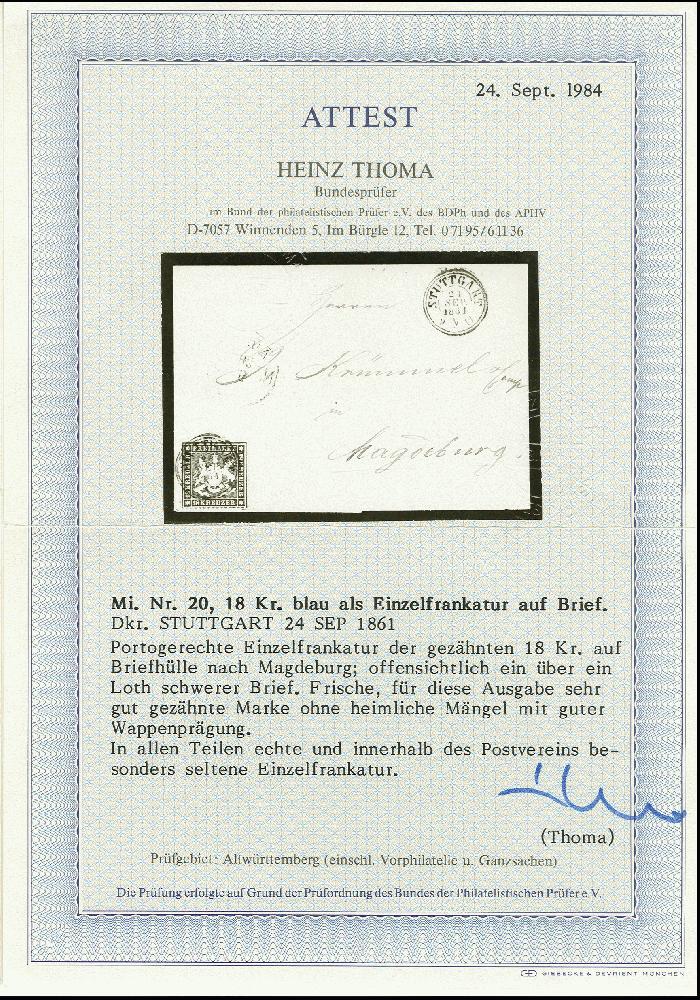 24. Sept. 1984
ATTEST
HEINZ THOMA
Bundesprüfer
im Bund der philatelistischen Prüfer e.V. des BDPh und des APHV
D-7057 Winnenden 5, Im Bürgle 12, Tel. 07195/61136
STUTTGART
SEP
1861
Herren
Krümmel
in
Magdeburg.
KREUZER
Mi. Nr. 20, 18 Kr. blau als Einzelfrankatur auf Brief.
Dkr. STUTTGART 24 SEP 1861
Portogerechte Einzelfrankatur der gezähnten 18 Kr. auf
Briefhülle nach Magdeburg; offensichtlich ein über ein
Loth schwerer Brief. Frische, für diese Ausgabe sehr
gut gezähnte Marke ohne heimliche Mängel mit guter
Wappenprägung.
In allen Teilen echte und innerhalb des Postvereins be-
sonders seltene Einzelfrankatur.
(Thoma)
Prüfgebiet: Altwürttemberg (einschl. Vorphilatelie u. Ganzsachen)
Die Prüfung erfolgte auf Grund der Prüfordnung des Bundes der Philatelistischen Prüfer e.V.
GIESECKE & DEVRIENT MÜNCHEN